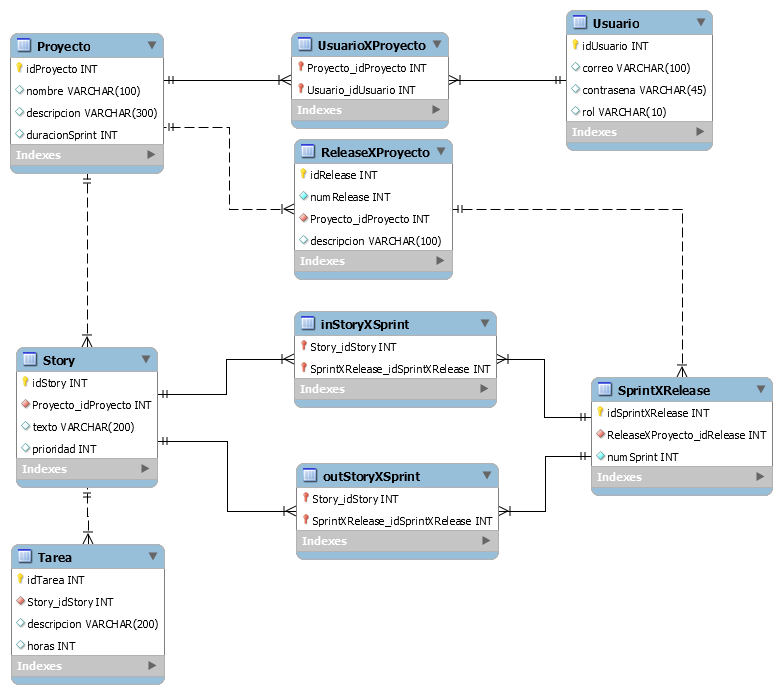 Proyecto
idProyecto INT
nombre VARCHAR(100)
descripcion VARCHAR(300)
duracionSprint INT
Indexes
UsuarioXProyecto
Proyecto_idProyecto INT
Usuario_idUsuario INT
Indexes
Usuario
idUsuario INT
correo VARCHAR(100)
contrasena VARCHAR(45)
rol VARCHAR(10)
Indexes
ReleaseXProyecto
idRelease INT
numRelease INT
Proyecto_idProyecto INT
descripcion VARCHAR(100)
Indexes
Story
idStory INT
Proyecto_idProyecto INT
texto VARCHAR(200)
prioridad INT
Indexes
inStoryXSprint
Story_idStory INT
SprintXRelease_idSprintXRelease INT
Indexes
SprintXRelease
idSprintXRelease INT
ReleaseXProyecto_idRelease INT
numSprint INT
Indexes
outStoryXSprint
Story_idStory INT
SprintXRelease_idSprintXRelease INT
Indexes
Tarea
idTarea INT
Story_idStory INT
descripcion VARCHAR(200)
horas INT
Indexes